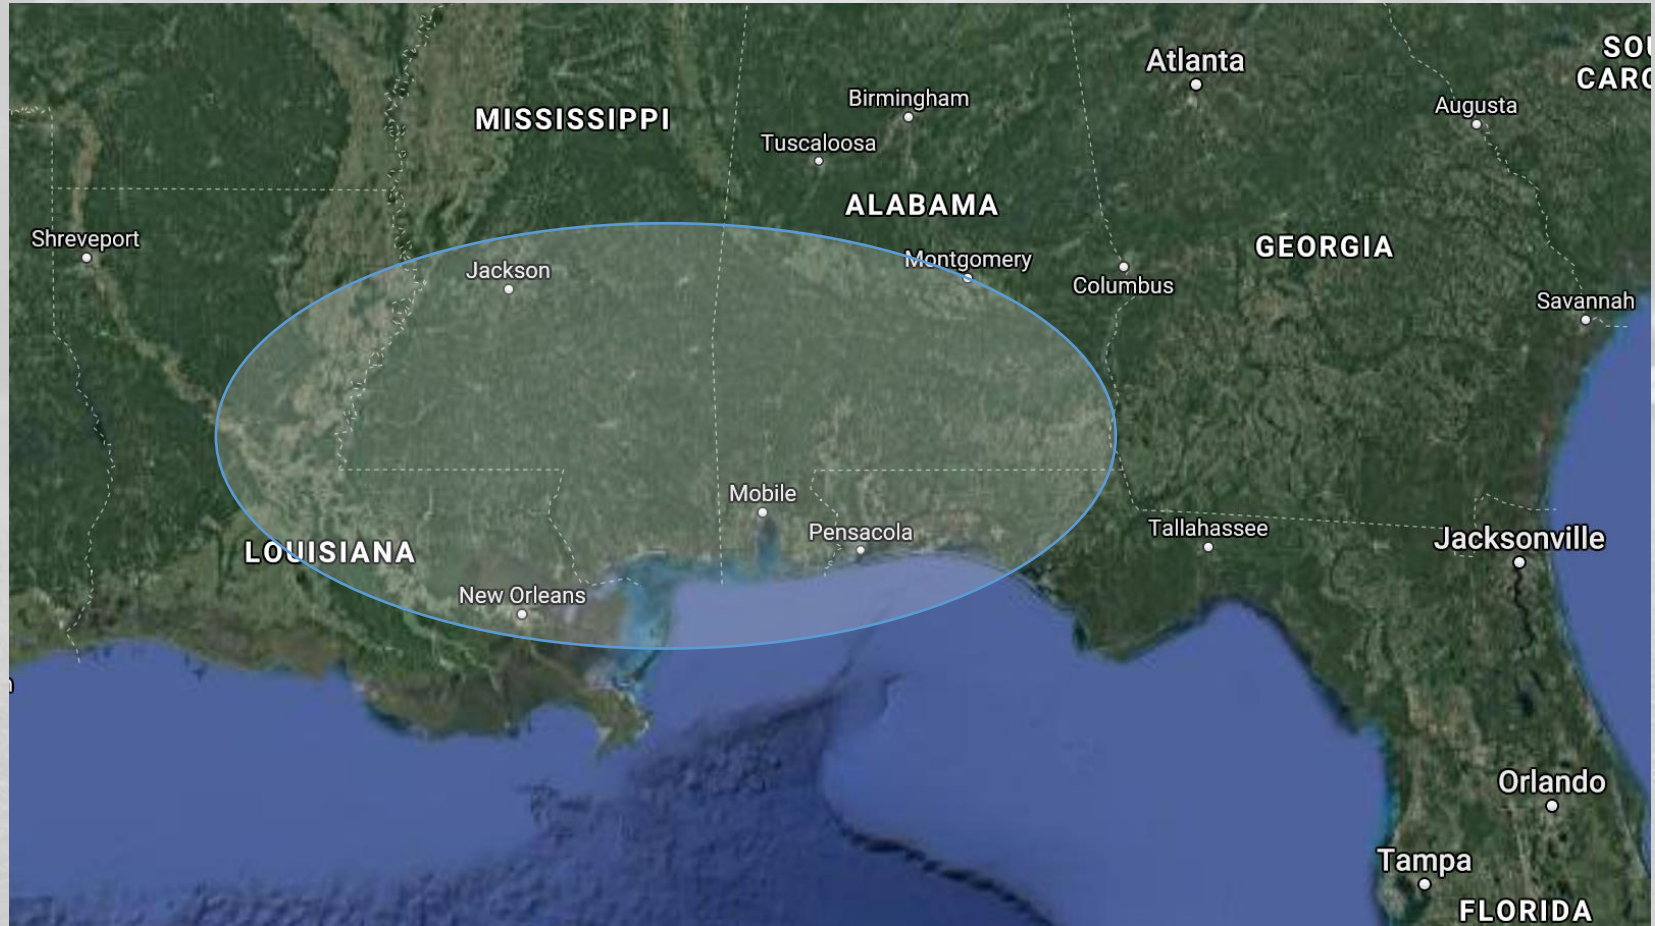 Atlanta
SOU
CARO
Birmingham
Augusta
MISSISSIPPI
Tuscaloosa
ALABAMA
Shreveport
GEORGIA
Montgomery
Jackson
Columbus
Savannah
Mobile
Pensacola
Tallahassee
Jacksonville
LOUISIANA
New Orleans
Orlando
Tampa
FLORIDA